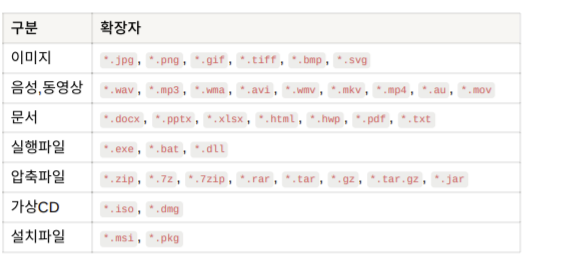 구분 확장자
이미지 *.jpg, *.png, *.gif, *.tiff, *.bmp, *.svg
음성,동영상 *.wav, *.mp3, *.wma, *.avi, *.wmv, *.mkv, *.mp4, *.au, *.mov
문서 *.docx, *.pptx, *.xlsx, *.html, *.hwp, *.pdf, *.txt
실행파일 *.exe, *.bat, *.dll
압축파일 *.zip, *.7z, *.7zip, *.rar, *.tar, *.gz, *.tar.gz, *.jar
가상CD *.iso, *.dmg
설치파일 *.msi, *.pkg